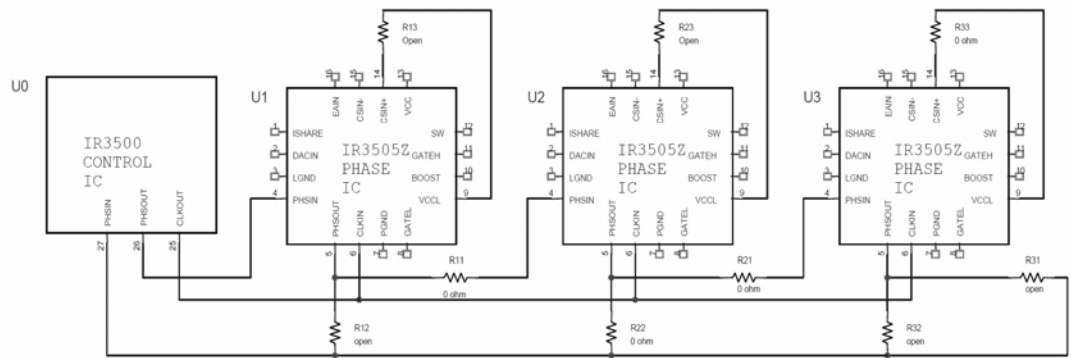 U0
IR3500
CONTROL
IC
PHSIN
PHSOUT
CLKOUT
27
26
25
R13
Open
U1
16
15
14
13
EAIN
CSIN-
CSIN+
VCC
1
ISHARE
2
DACIN
3
LGND
4
PHSIN
IR3505Z
PHASE
IC
SW
12
GATEH
11
BOOST
10
VCCL
9
PHSOUT
CLKIN
PGND
GATEL
5
6
7
8
R11
0 ohm
R12
open
R23
Open
U2
16
15
14
13
EAIN
CSIN-
CSIN+
VCC
1
ISHARE
2
DACIN
3
LGND
4
PHSIN
IR3505Z
PHASE
IC
SW
12
GATEH
11
BOOST
10
VCCL
9
PHSOUT
CLKIN
PGND
GATEL
5
6
7
8
R21
0 ohm
R22
0 ohm
R33
0 ohm
U3
16
15
14
13
EAIN
CSIN-
CSIN+
VCC
1
ISHARE
2
DACIN
3
LGND
4
PHSIN
IR3505Z
PHASE
IC
SW
12
GATEH
11
BOOST
10
VCCL
9
PHSOUT
CLKIN
PGND
GATEL
5
6
7
8
R31
open
R32
open